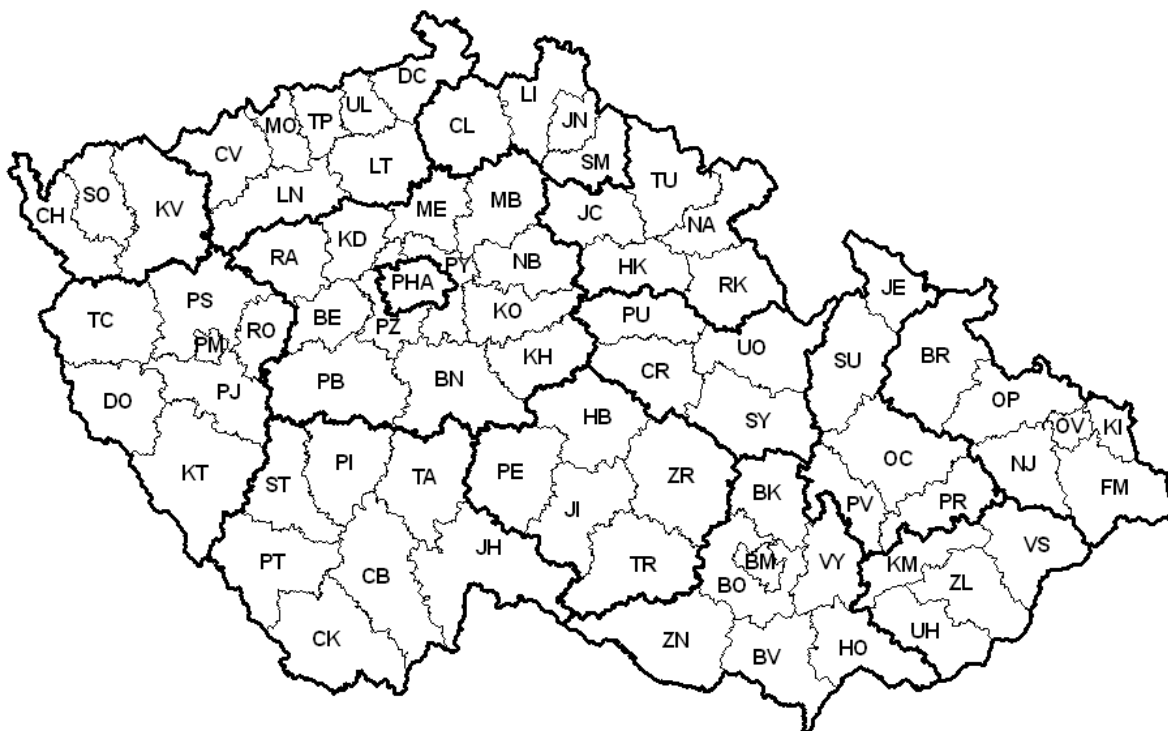 DC
LI
UL
MO
TP
JN
CL
CV
LT
SM
TU
LN
SO
MB
KV
ME
JC
CH
NA
KD
RA
PY
NB
HK
PHA
RK
JE
PS
KO
TC
RO
BE
PZ
PU
PM
UO
SU
BR
KH
PB
BN
CR
PJ
DO
OP
HB
SY
OV
KI
OC
NJ
KT
PI
TA
PE
ZR
ST
BK
FM
PV
PR
JI
JH
VS
PT
CB
TR
BM
VY
KM
BO
ZL
CK
ZN
HO
UH
BV